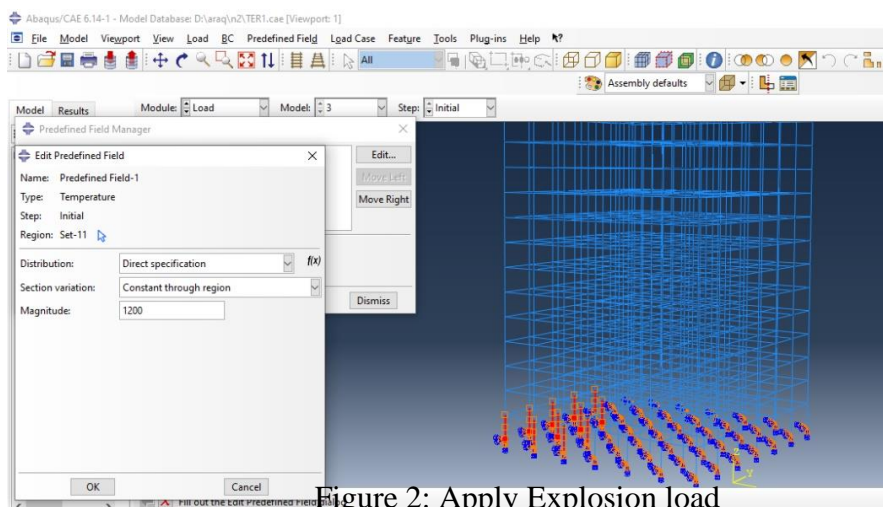 Abaqus/CAE 6.14-1 - Model Database: D:\araq\n2\TER1.cae [Viewport: 1]
File Model Viewport View Load BC Predefined Field Load Case Feature Tools Plug-ins Help
All
Assembly defaults
Model Results Module: Load Model: 3 Step: Initial
Predefined Field Manager
Edit Predefined Field
Edit...
Name: Predefined Field-1
Move Left
Type: Temperature
Move Right
Step: Initial
Region: Set-11
Distribution: Direct specification f(x)
Section variation: Constant through region
Dismiss
Magnitude: 1200
Z
Y
OK Cancel
Fill out the Edit Predefined Field dialog
Figure 2: Apply Explosion load